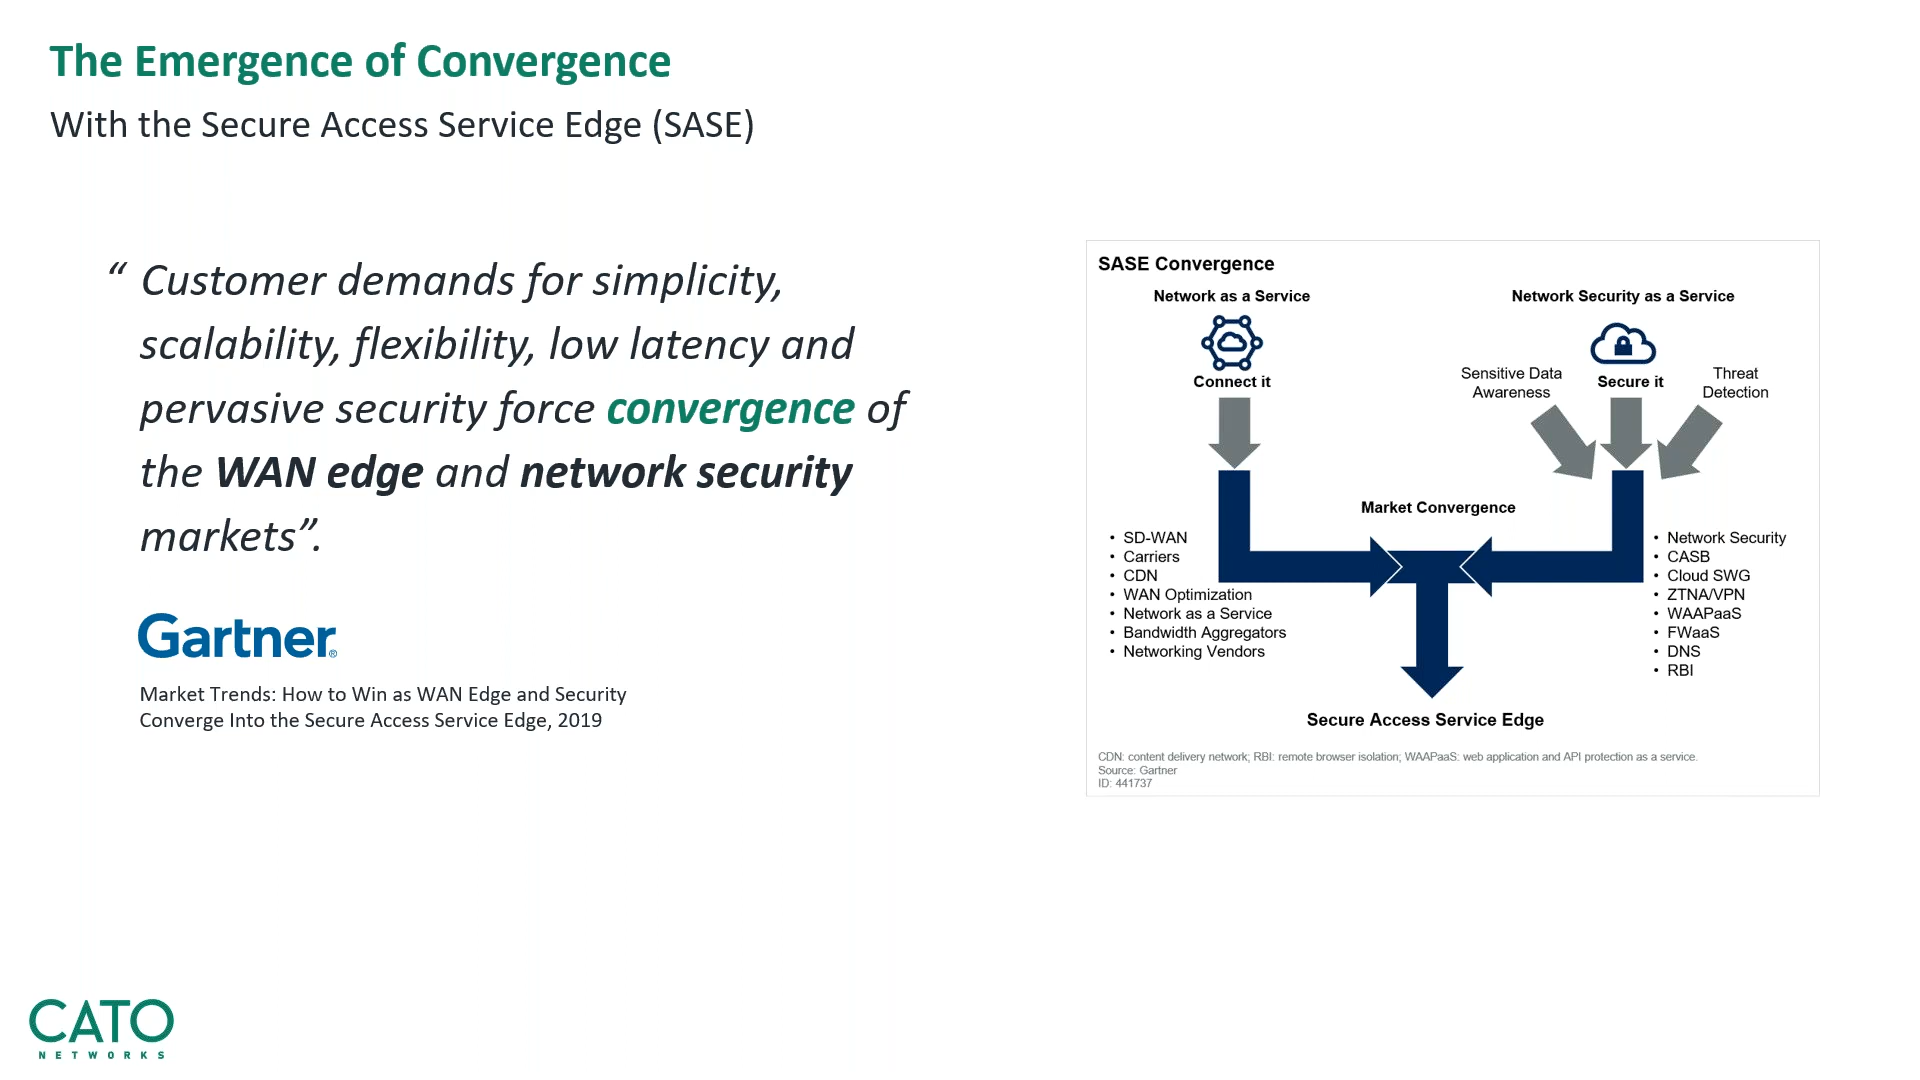 The Emergence of Convergence
With the Secure Access Service Edge (SASE)
“ Customer demands for simplicity,
scalability, flexibility, low latency and
pervasive security force convergence of
the WAN edge and network security
markets”.
Gartner®
Market Trends: How to Win as WAN Edge and Security
Converge Into the Secure Access Service Edge, 2019
SASE Convergence
Network as a Service
Connect it
Network Security as a Service
Sensitive Data
Awareness
Secure it
Threat
Detection
Market Convergence
• SD-WAN
• Carriers
• CDN
• WAN Optimization
• Network as a Service
• Bandwidth Aggregators
• Networking Vendors
• Network Security
• CASB
• Cloud SWG
• ZTNA/VPN
• WAAPaaS
• FWaaS
• DNS
• RBI
Secure Access Service Edge
CDN: content delivery network; RBI: remote browser isolation; WAAPaaS: web application and API protection as a service.
Source: Gartner
ID: 441737
CATO
NETWORKS